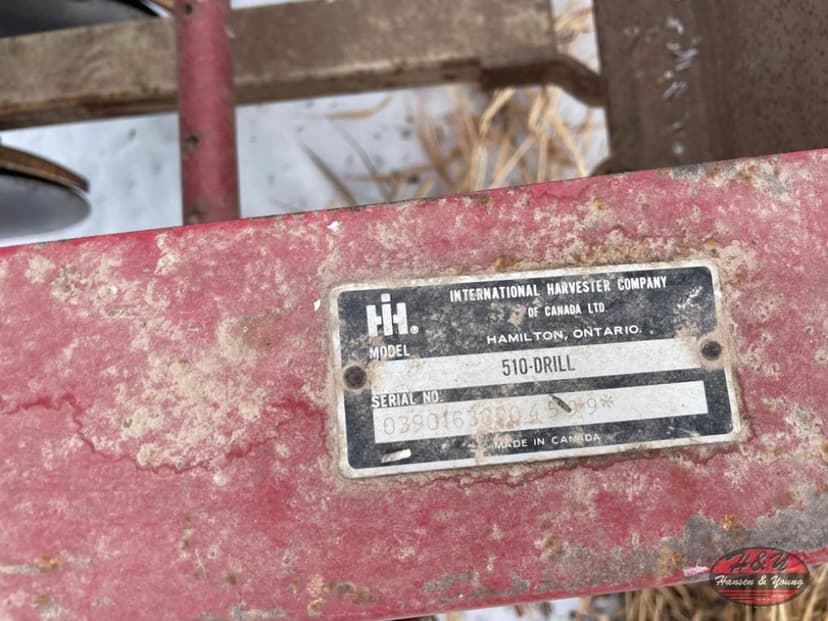 IH®
INTERNATIONAL HARVESTER COMPANY
OF CANADA LTD
HAMILTON, ONTARIO.
MODEL
510-DRILL
SERIAL NO.
MADE IN CANADA
H&Y
Hansen & Young